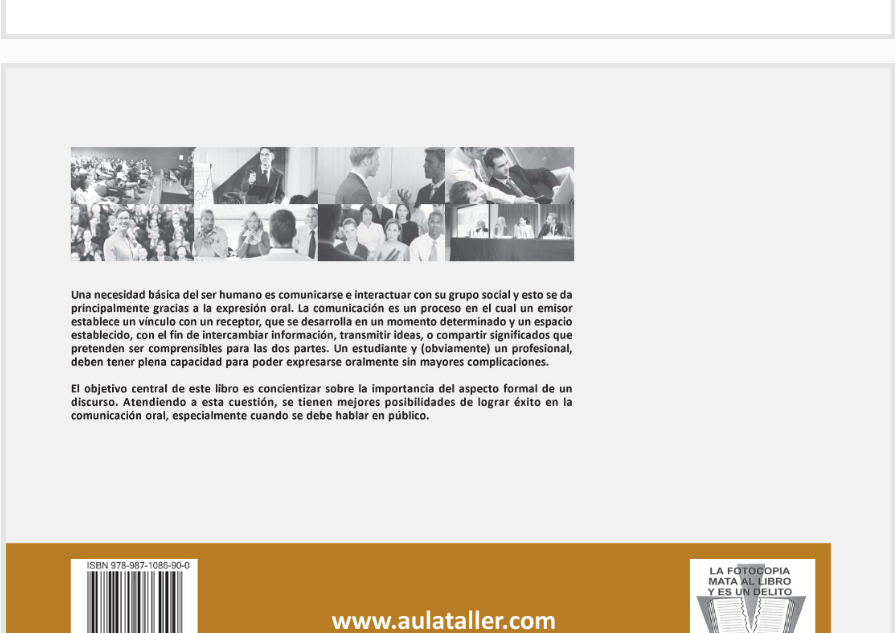 Una necesidad básica del ser humano es comunicarse e interactuar con su grupo social y esto se da
principalmente gracias a la expresión oral. La comunicación es un proceso en el cual un emisor
establece un vínculo con un receptor, que se desarrolla en un momento determinado y un espacio
establecido, con el fin de intercambiar información, transmitir ideas, o compartir significados que
pretenden ser comprensibles para las dos partes. Un estudiante y (obviamente) un profesional,
deben tener plena capacidad para poder expresarse oralmente sin mayores complicaciones.
El objetivo central de este libro es concientizar sobre la importancia del aspecto formal de un
discurso. Atendiendo a esta cuestión, se tienen mejores posibilidades de lograr éxito en la
comunicación oral, especialmente cuando se debe hablar en público.
ISBN 978-987-1086-90-0
www.aulataller.com
LA FOTOCOPIA
MATA AL LIBRO
Y ES UN DELITO